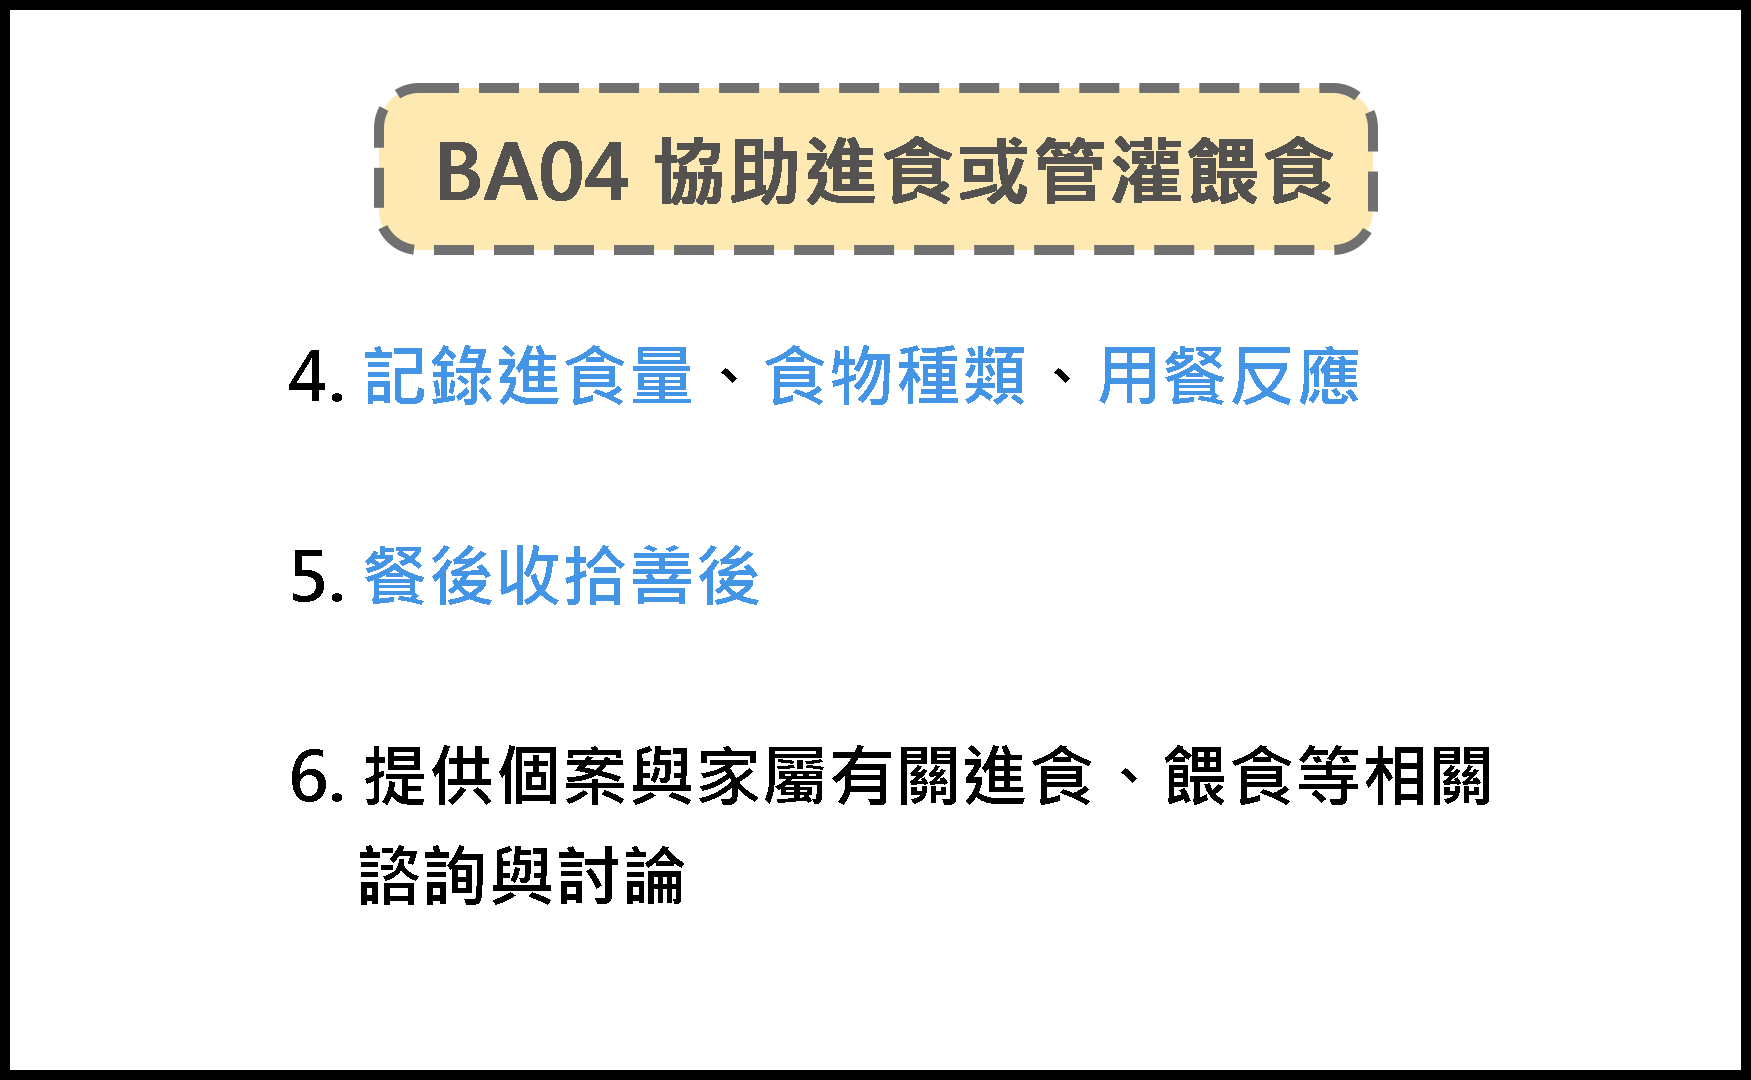 BA04 協助進食或管灌餵食
4. 記錄進食量、食物種類、用餐反應
5. 餐後收拾善後
6. 提供個案與家屬有關進食、餵食等相關
諮詢與討論